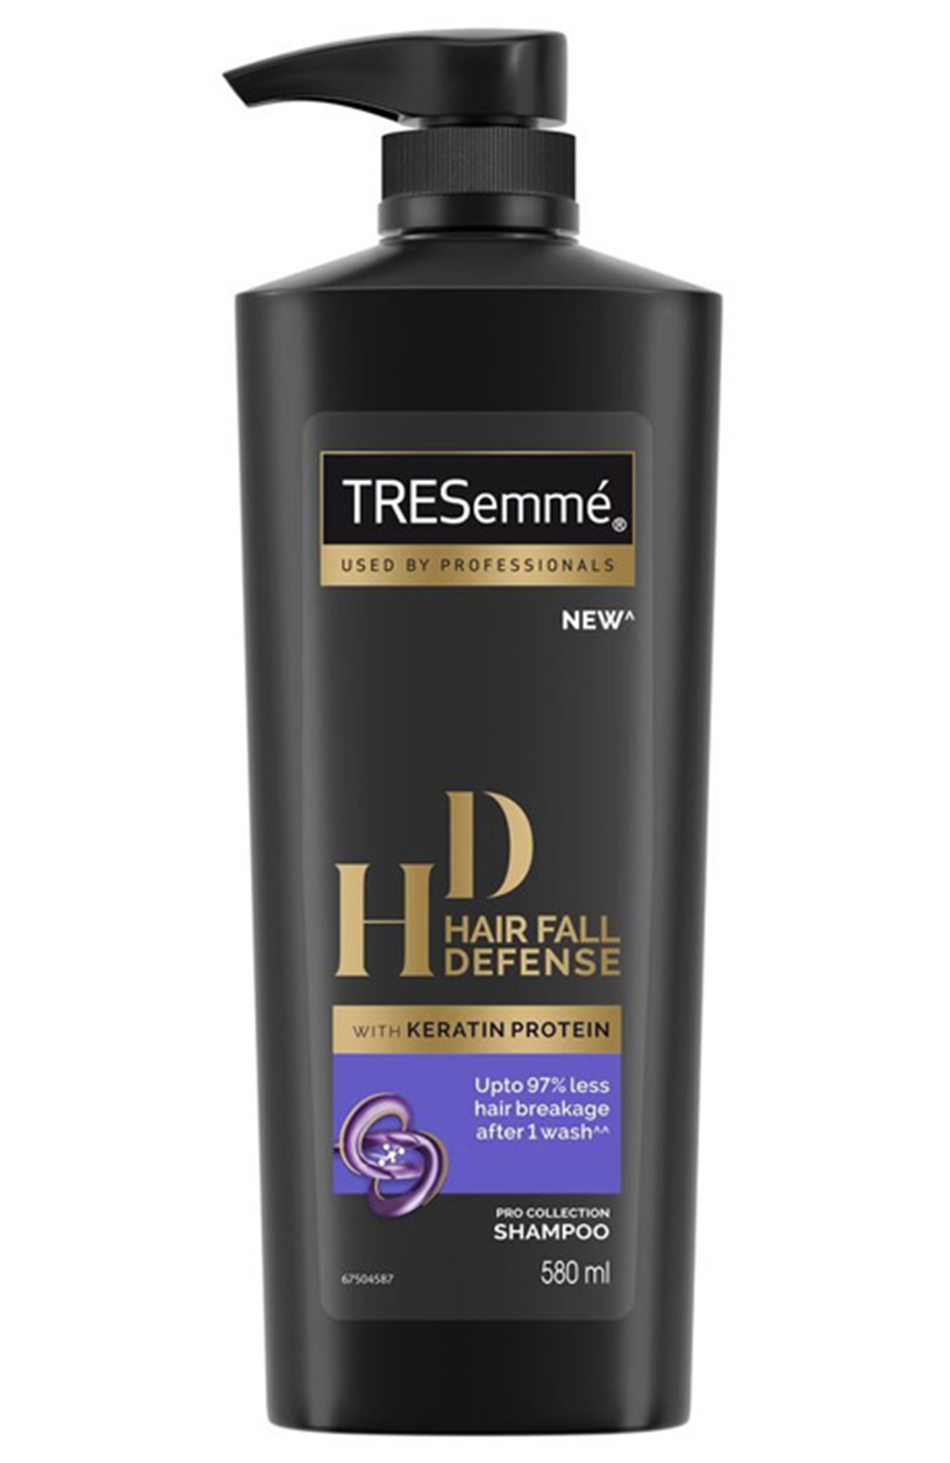 TRESemmé®
USED BY PROFESSIONALS
NEW^
HD
HAIR FALL
DEFENSE
WITH KERATIN PROTEIN
Upto 97% less
hair breakage
after 1 wash^^
PRO COLLECTION
SHAMPOO
67504587
580 ml